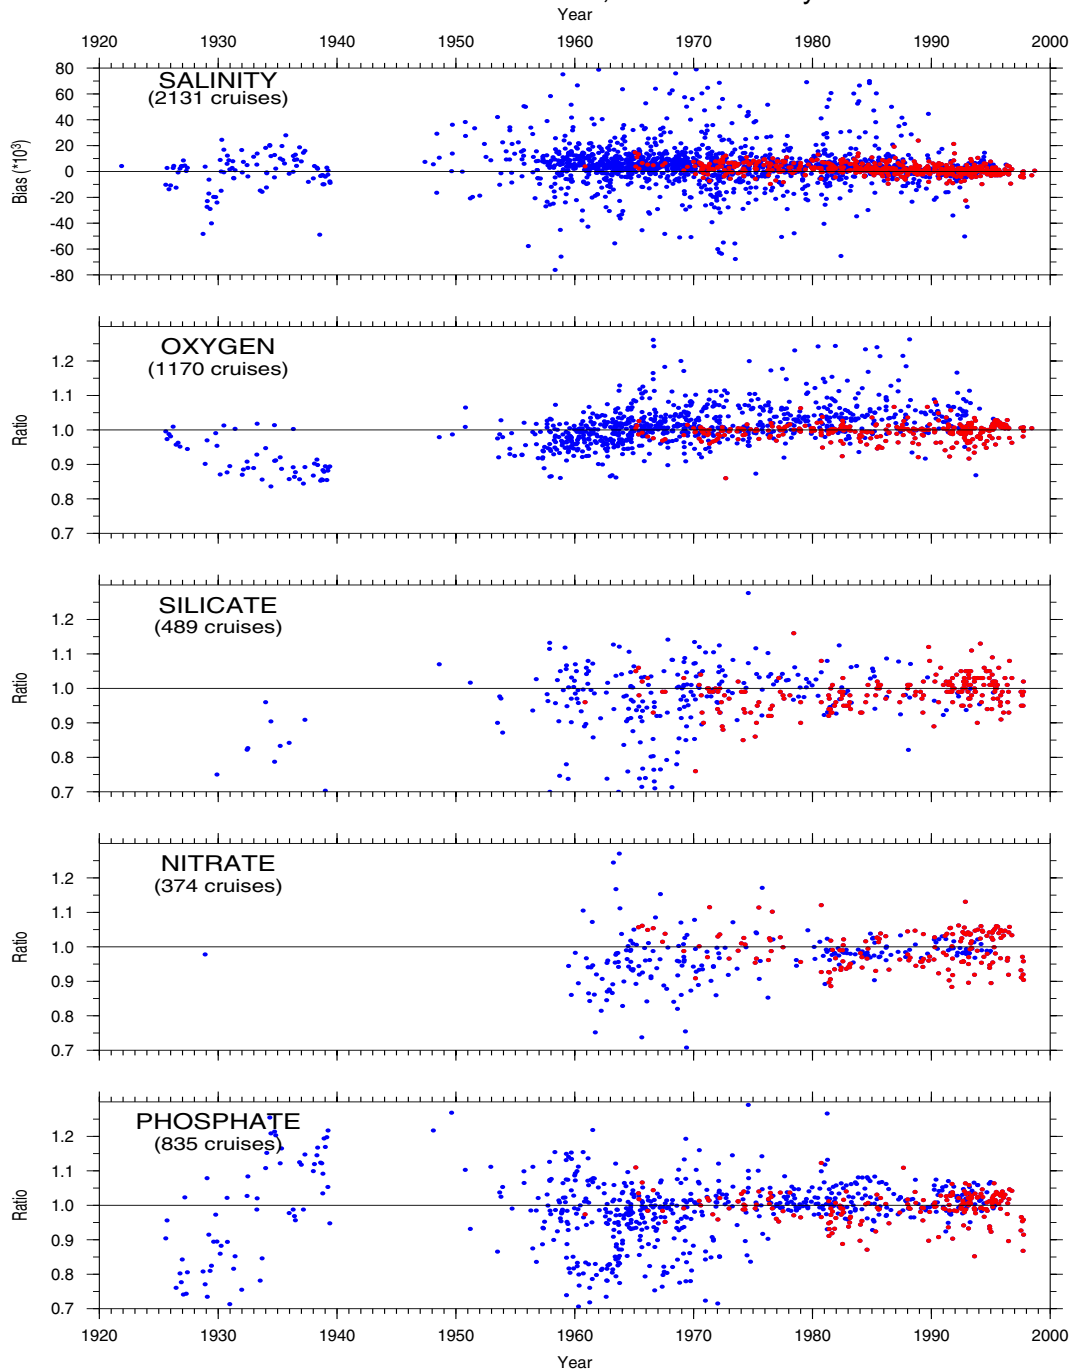 Year
1920 1930 1940 1950 1960 1970 1980 1990 2000
SALINITY
(2131 cruises)
80
60
40
20
0
-20
-40
-60
-80
Bias (*10³)
OXYGEN
(1170 cruises)
1.2
1.1
1.0
0.9
0.8
0.7
Ratio
SILICATE
(489 cruises)
1.2
1.1
1.0
0.9
0.8
0.7
Ratio
NITRATE
(374 cruises)
1.2
1.1
1.0
0.9
0.8
0.7
Ratio
PHOSPHATE
(835 cruises)
1.2
1.1
1.0
0.9
0.8
0.7
Ratio
1920 1930 1940 1950 1960 1970 1980 1990 2000
Year